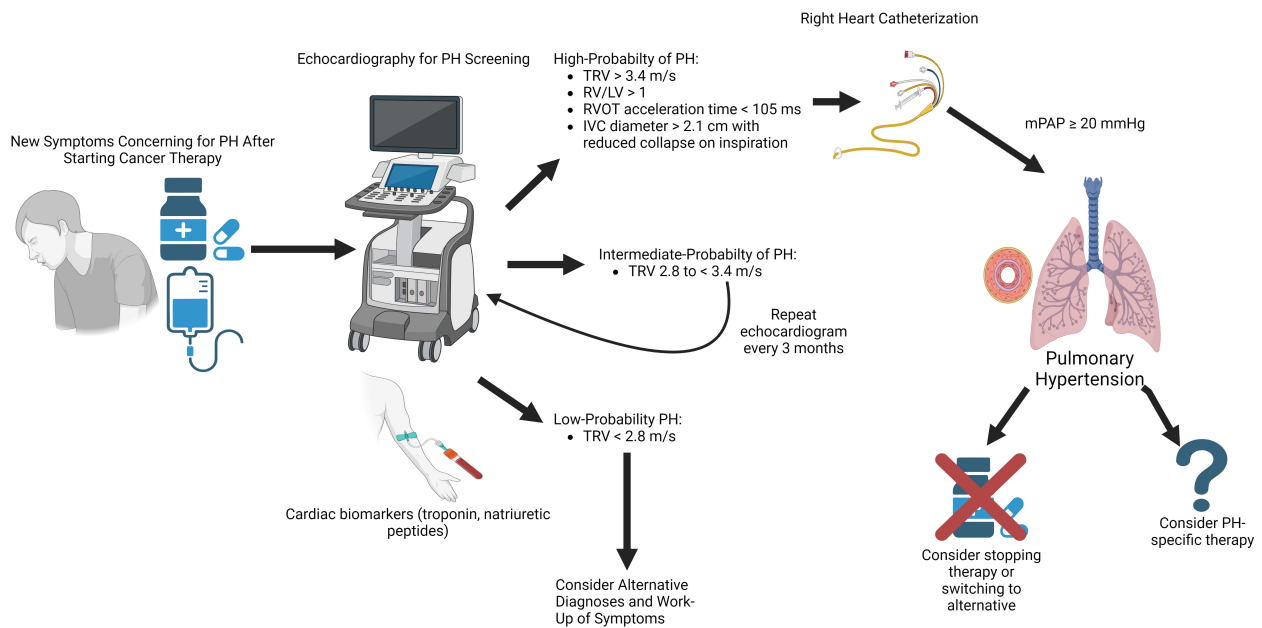 Right Heart Catheterization
Echocardiography for PH Screening
High-Probabilty of PH:
• TRV > 3.4 m/s
• RV/LV > 1
• RVOT acceleration time < 105 ms
• IVC diameter > 2.1 cm with
reduced collapse on inspiration
mPAP ≥ 20 mmHg
New Symptoms Concerning for PH After
Starting Cancer Therapy
Intermediate-Probabilty of PH:
• TRV 2.8 to < 3.4 m/s
Repeat
echocardiogram
every 3 months
Pulmonary
Hypertension
Low-Probability PH:
• TRV < 2.8 m/s
Cardiac biomarkers (troponin, natriuretic
peptides)
Consider Alternative
Diagnoses and Work-
Up of Symptoms
Consider stopping
therapy or
switching to
alternative
Consider PH-
specific therapy